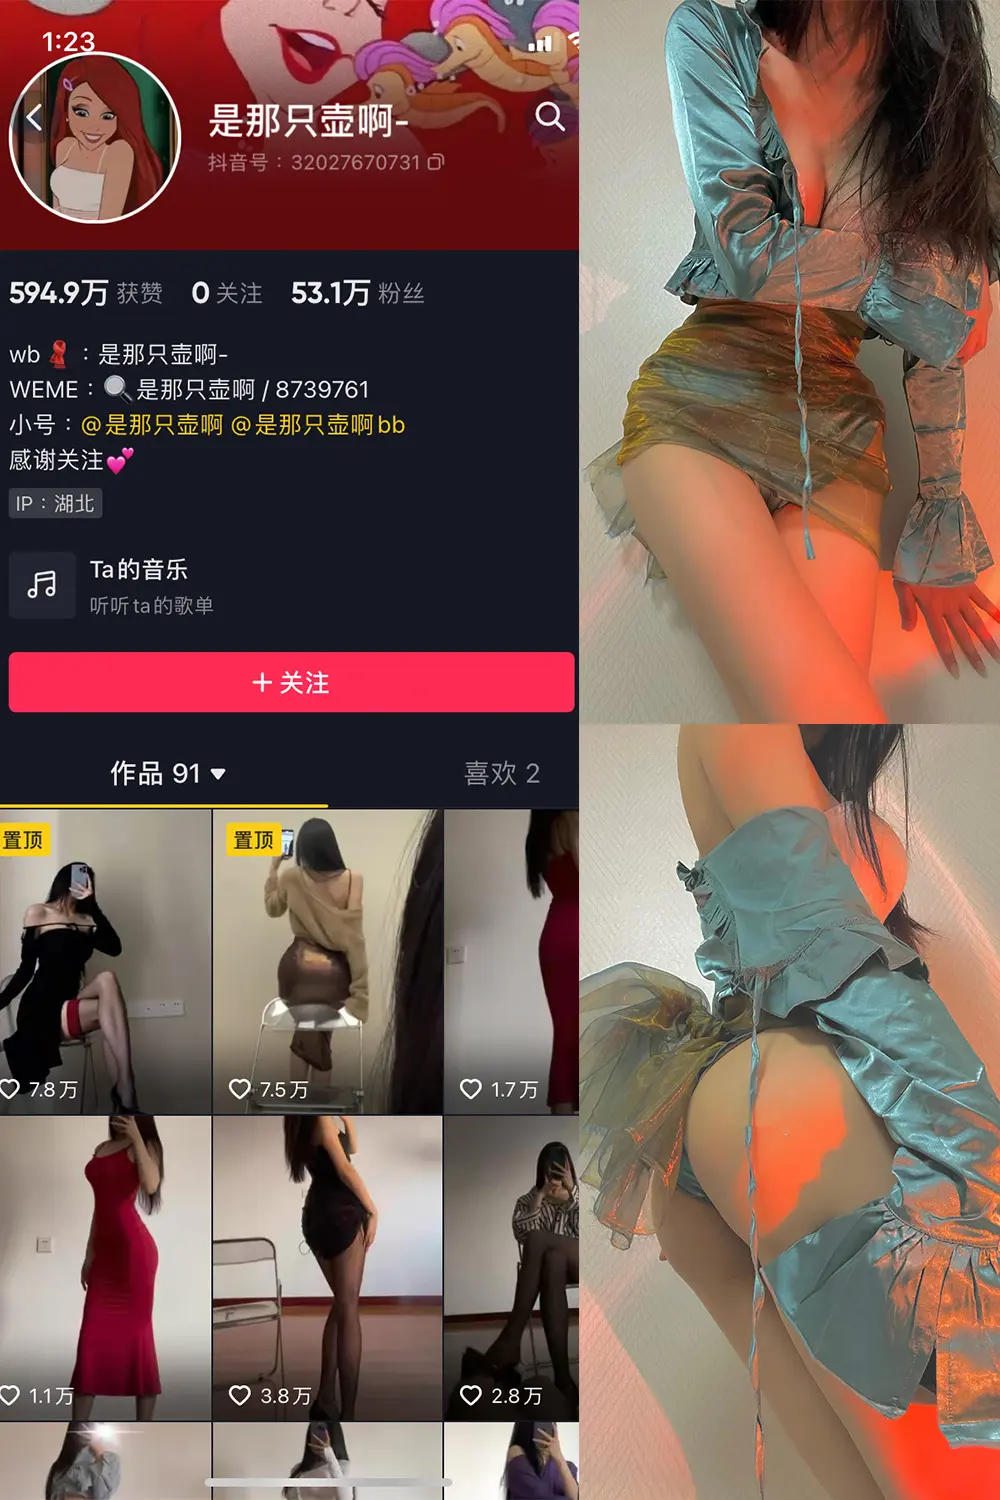 1:23
是那只壶啊-
抖音号：32027670731
594.9万 获赞 0 关注 53.1万 粉丝
wb：是那只壶啊-
WEME：是那只壶啊 / 8739761
小号：@是那只壶啊 @是那只壶啊bb
感谢关注
IP：湖北
Ta的音乐
听听ta的歌单
+ 关注
作品 91 喜欢 2
置顶 置顶
7.8万 7.5万 1.7万
1.1万 3.8万 2.8万